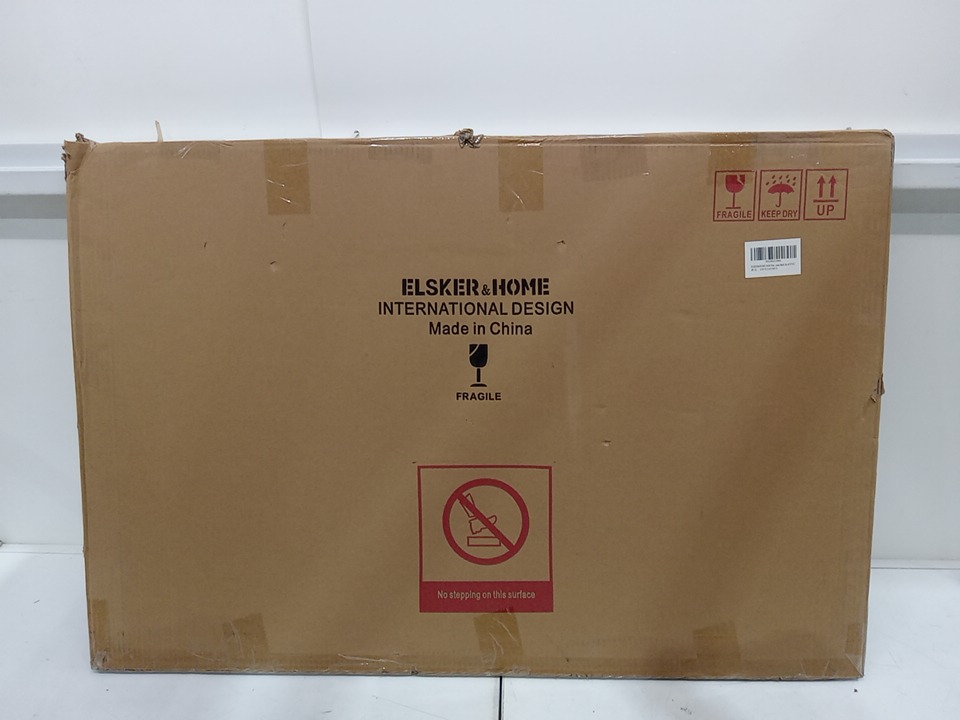 FRAGILE
KEEP DRY
UP
ELSKER&HOME
INTERNATIONAL DESIGN
Made in China
FRAGILE
No stepping on this surface